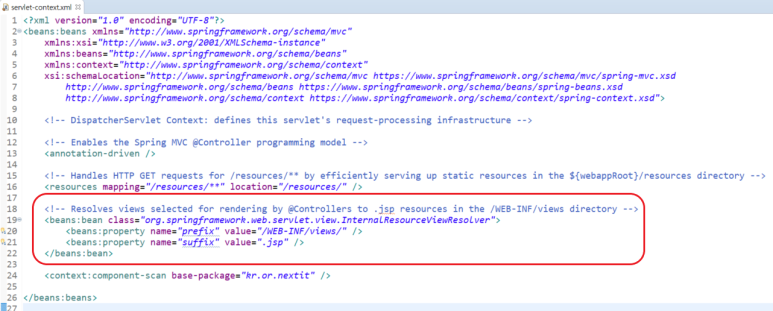 servlet-context.xml
1 <?xml version="1.0" encoding="UTF-8"?>
2 <beans:beans xmlns="http://www.springframework.org/schema/mvc"
3 xmlns:xsi="http://www.w3.org/2001/XMLSchema-instance"
4 xmlns:beans="http://www.springframework.org/schema/beans"
5 xmlns:context="http://www.springframework.org/schema/context"
6 xsi:schemaLocation="http://www.springframework.org/schema/mvc https://www.springframework.org/schema/mvc/spring-mvc.xsd
7 http://www.springframework.org/schema/beans https://www.springframework.org/schema/beans/spring-beans.xsd
8 http://www.springframework.org/schema/context https://www.springframework.org/schema/context/spring-context.xsd">
9
10 <!-- DispatcherServlet Context: defines this servlet's request-processing infrastructure -->
11
12 <!-- Enables the Spring MVC @Controller programming model -->
13 <annotation-driven />
14
15 <!-- Handles HTTP GET requests for /resources/** by efficiently serving up static resources in the ${webappRoot}/resources directory -->
16 <resources mapping="/resources/**" location="/resources/" />
17
18 <!-- Resolves views selected for rendering by @Controllers to .jsp resources in the /WEB-INF/views directory -->
19 <beans:bean class="org.springframework.web.servlet.view.InternalResourceViewResolver">
20 <beans:property name="prefix" value="/WEB-INF/views/" />
21 <beans:property name="suffix" value=".jsp" />
22 </beans:bean>
23
24 <context:component-scan base-package="kr.or.nextit" />
25
26 </beans:beans>
27